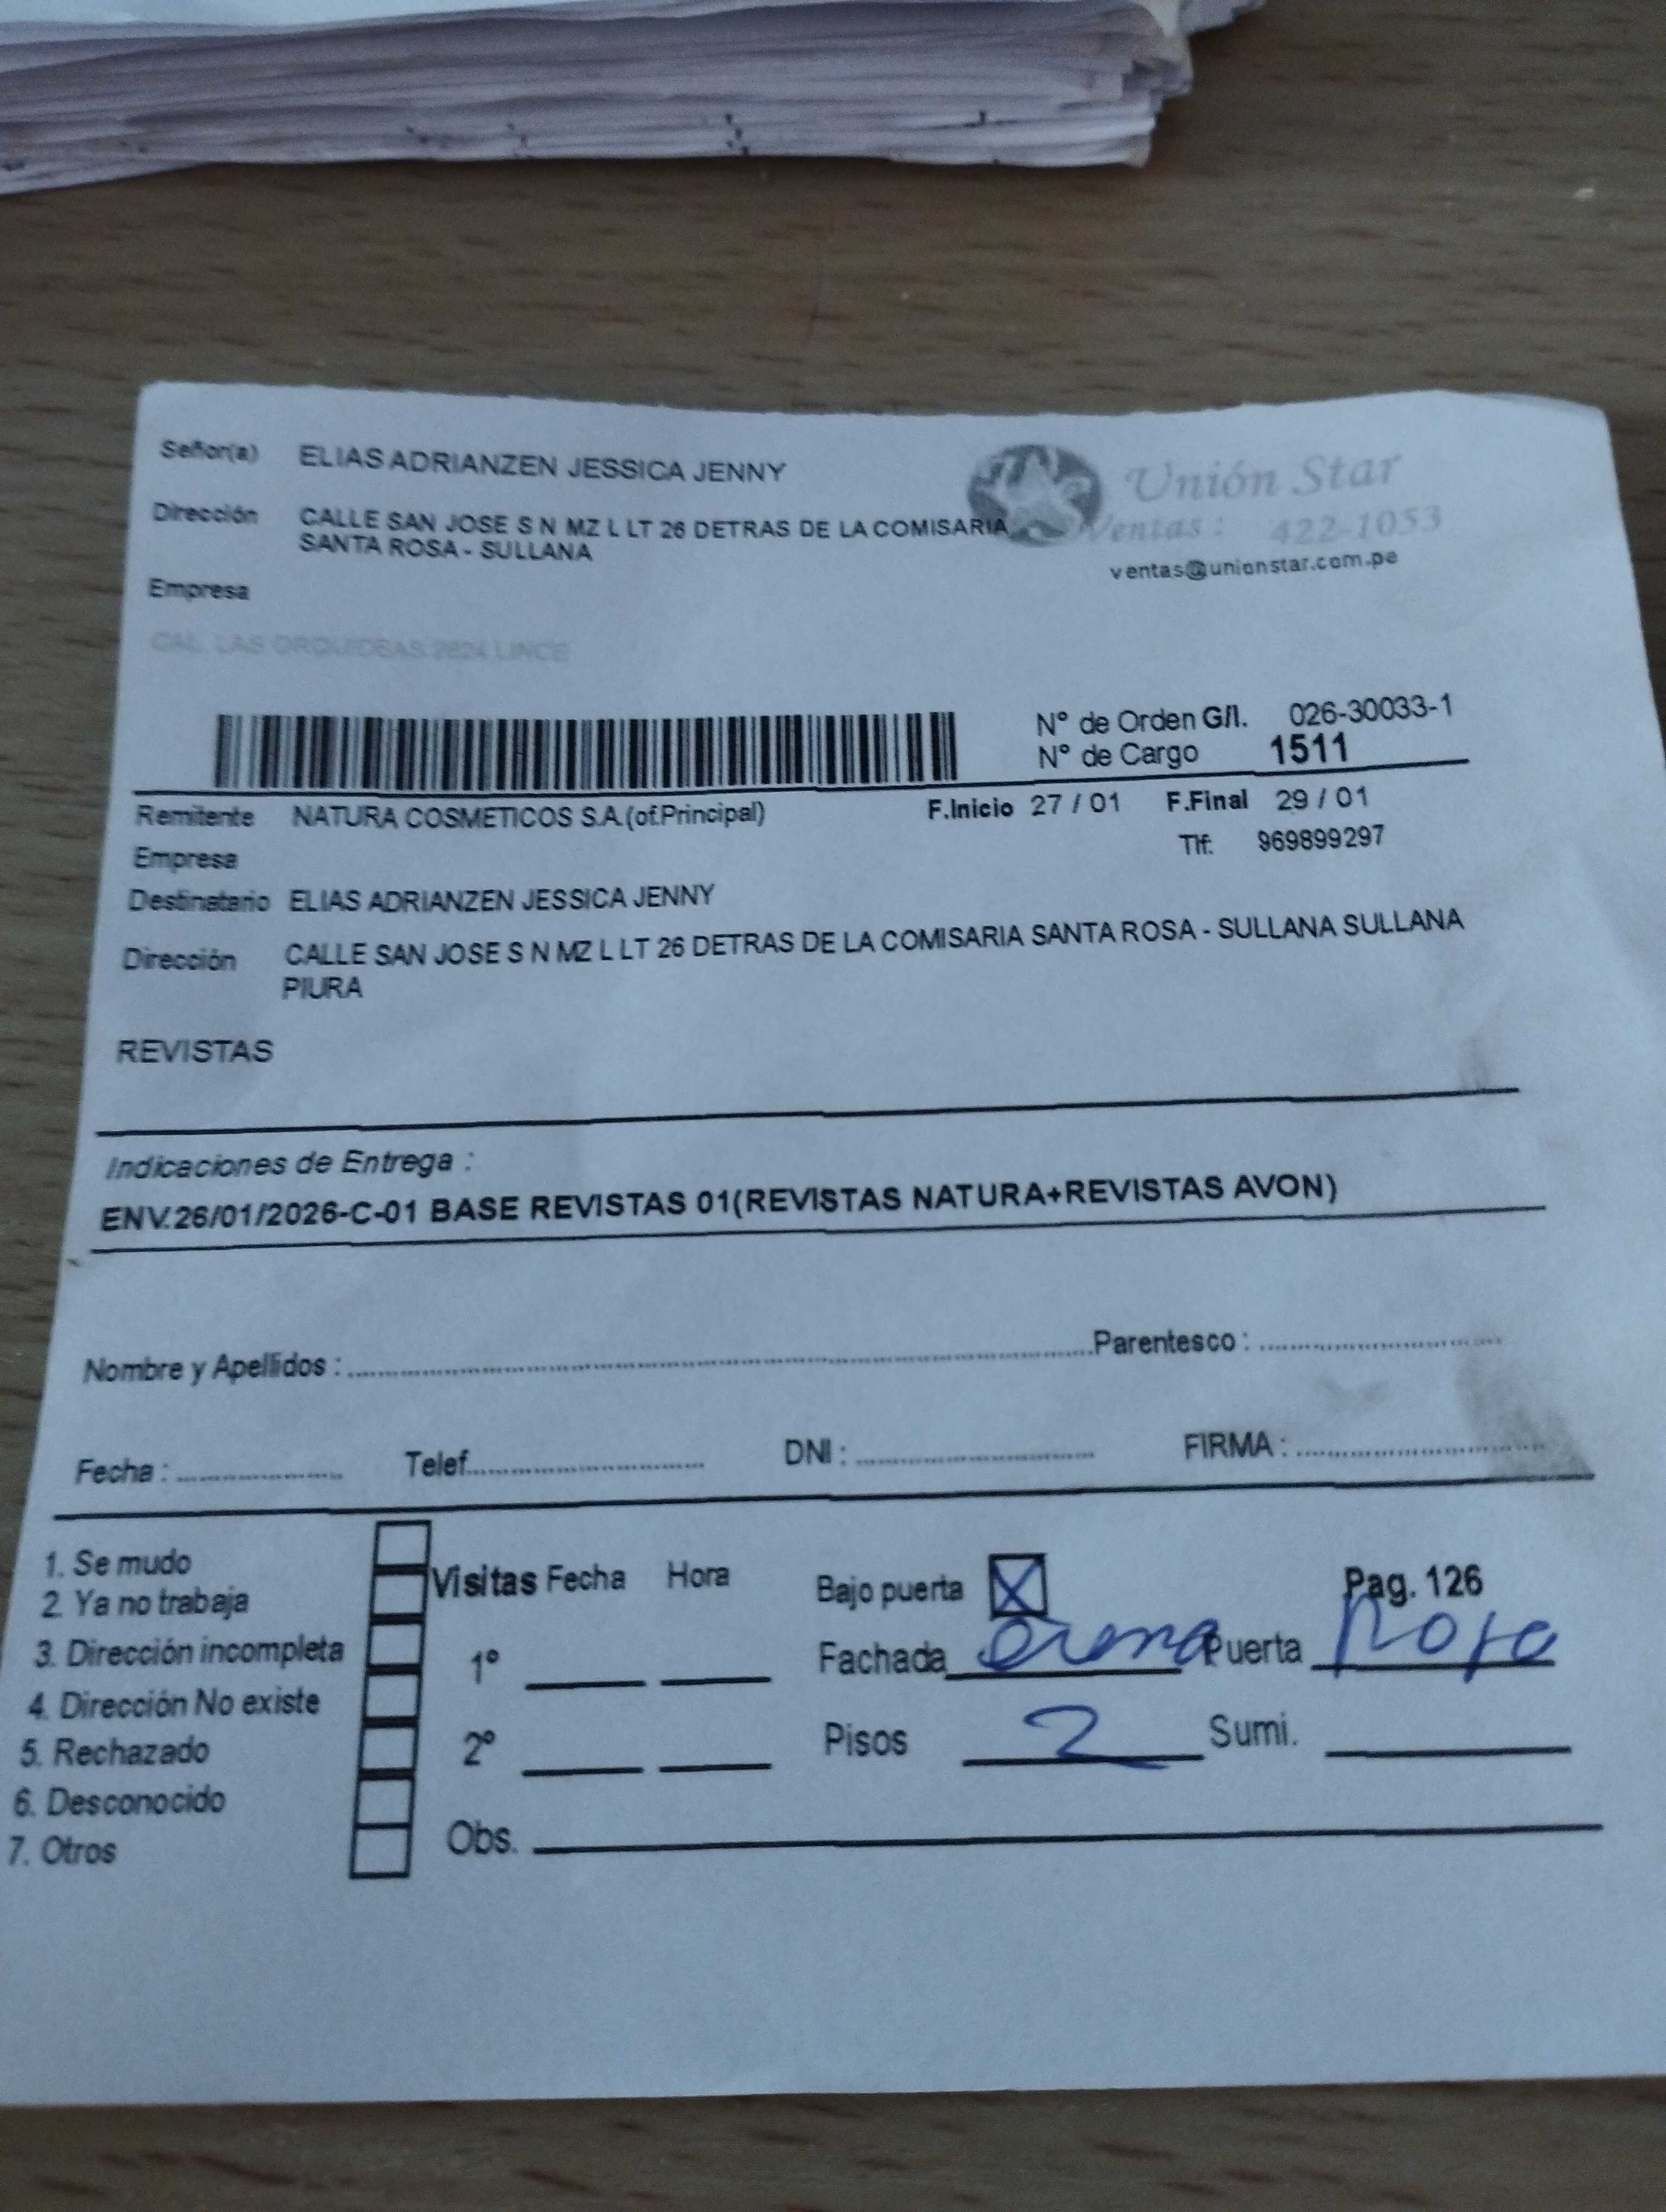 Señor(a) ELIAS ADRIANZEN JESSICA JENNY
Unión Star
Dirección CALLE SAN JOSE S N MZ L LT 26 DETRAS DE LA COMISARIA
SANTA ROSA - SULLANA
Ventas : 422-1053
ventas@unionstar.com.pe
Empresa
CAL. LAS ORQUIDEAS 2624 LINCE
N° de Orden G/I. 026-30033-1
N° de Cargo 1511
Remitente NATURA COSMETICOS S.A.(of.Principal) F.Inicio 27 / 01 F.Final 29 / 01
Empresa Tlf: 969899297
Destinatario ELIAS ADRIANZEN JESSICA JENNY
Dirección CALLE SAN JOSE S N MZ L LT 26 DETRAS DE LA COMISARIA SANTA ROSA - SULLANA SULLANA
PIURA
REVISTAS
Indicaciones de Entrega :
ENV.26/01/2026-C-01 BASE REVISTAS 01(REVISTAS NATURA+REVISTAS AVON)
Nombre y Apellidos : Parentesco :
Fecha : Telef. DNI : FIRMA :
1. Se mudo
2. Ya no trabaja
3. Dirección incompleta
4. Dirección No existe
5. Rechazado
6. Desconocido
7. Otros
Visitas Fecha Hora
1°
2°
Obs.
Bajo puerta X Pag. 126
Fachada crema Puerta Roja
Pisos 2 Sumi.